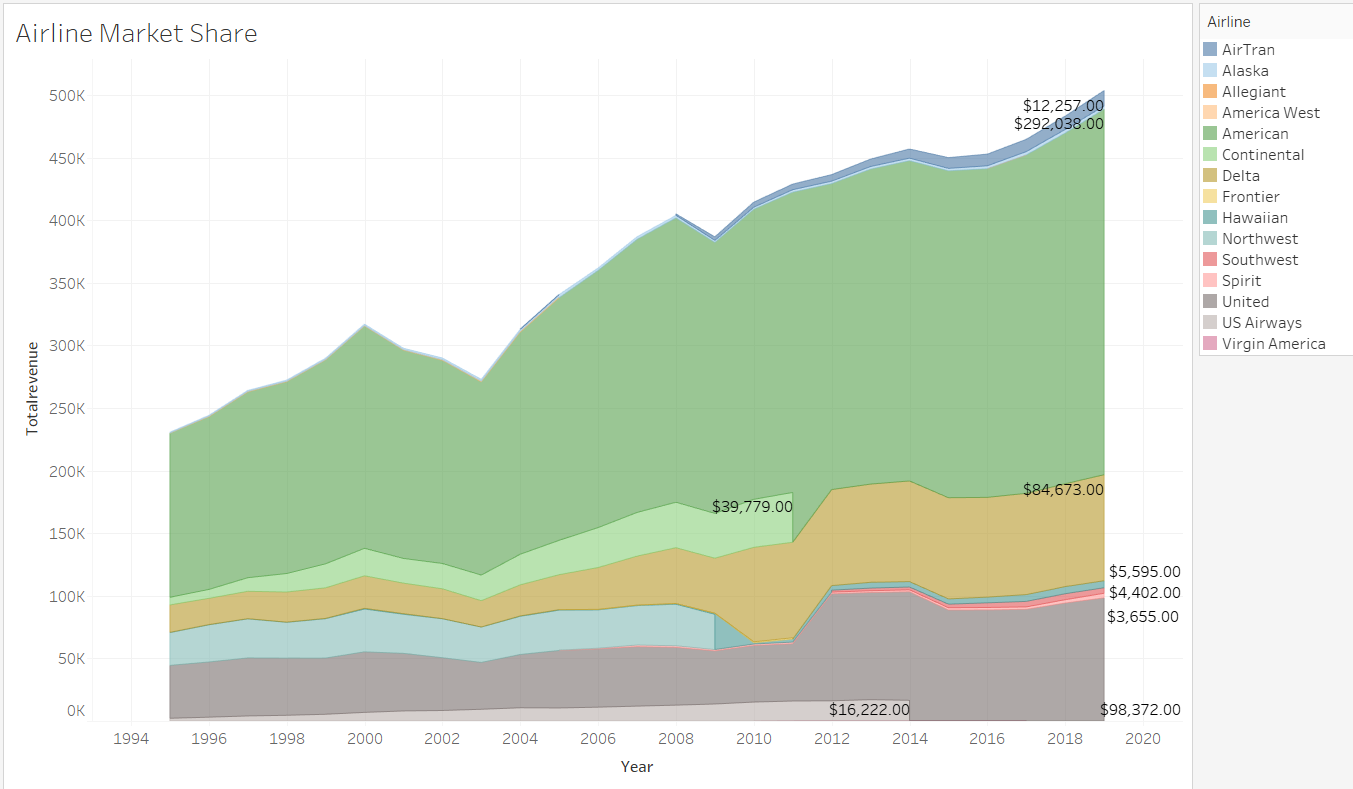 Airline Market Share
500K
450K
400K
350K
300K
250K
200K
150K
100K
50K
0K
Totalrevenue
$12,257.00
$292,038.00
$84,673.00
$39,779.00
$5,595.00
$4,402.00
$3,655.00
$16,222.00
$98,372.00
1994 1996 1998 2000 2002 2004 2006 2008 2010 2012 2014 2016 2018 2020
Year
Airline
AirTran
Alaska
Allegiant
America West
American
Continental
Delta
Frontier
Hawaiian
Northwest
Southwest
Spirit
United
US Airways
Virgin America